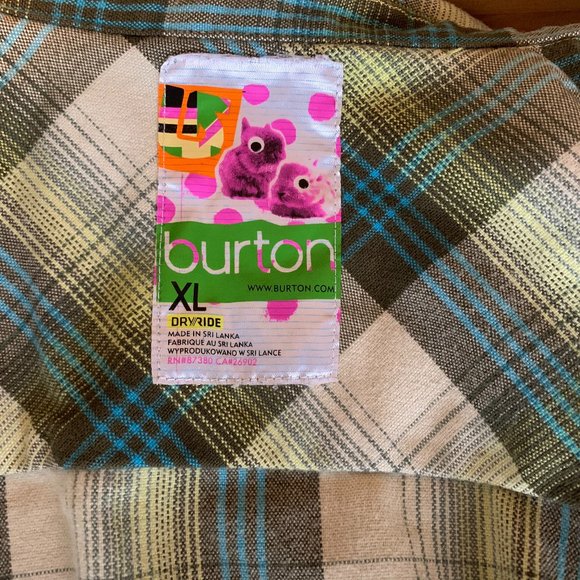 burton
XL
WWW.BURTON.COM
DRYRIDE
MADE IN SRI LANKA
FABRIQUE AU SRI LANKA
WYPRODUKOWANO W SRI LANCE
RN#87380 CA#26902